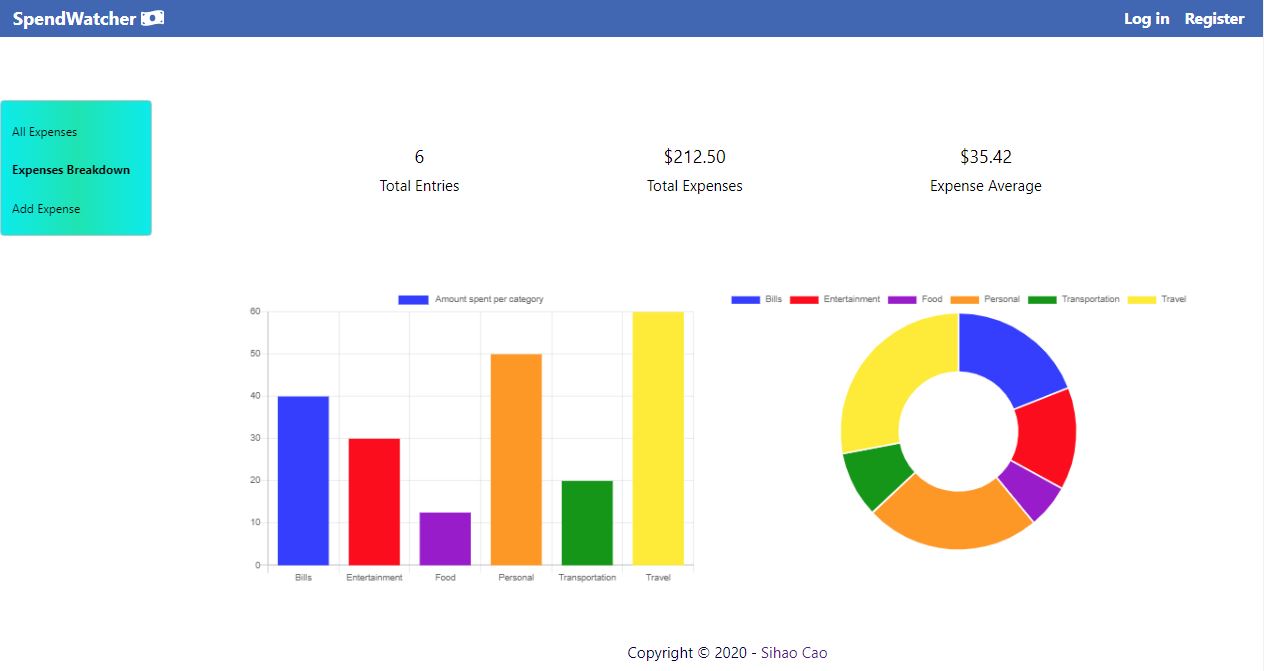 SpendWatcher
Log in Register
All Expenses
Expenses Breakdown
Add Expense
6
Total Entries
$212.50
Total Expenses
$35.42
Expense Average
Amount spent per category
60
50
40
30
20
10
0
Bills Entertainment Food Personal Transportation Travel
Bills Entertainment Food Personal Transportation Travel
Copyright © 2020 - Sihao Cao